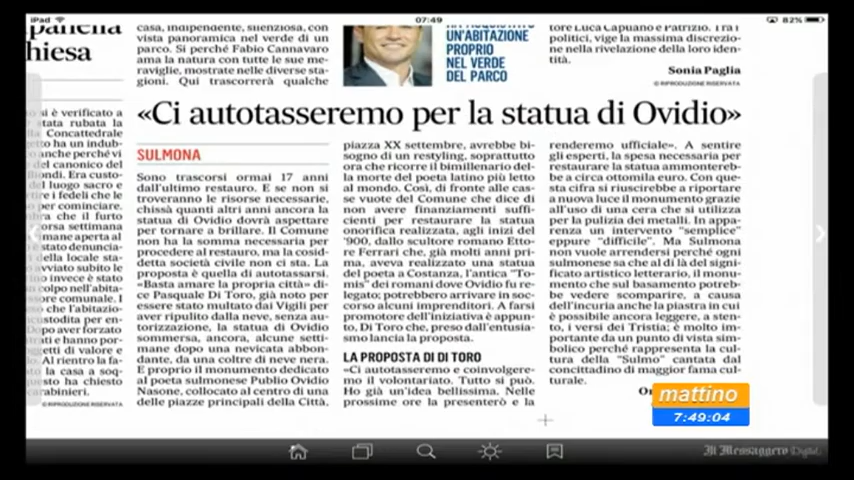 iPad
07:49
82%
hiesa
casa, indipendente, silenziosa, con
vista panoramica nel verde di un
parco. Si perché Fabio Cannavaro
ama la natura con tutte le sue me-
raviglie, mostrate nelle diverse sta-
gioni. Qui trascorrerà qualche
UN'ABITAZIONE
PROPRIO
NEL VERDE
DEL PARCO
tore Luca Capuano e Patrizio. Tra i
politici, vige la massima discrezio-
ne nella rivelazione della loro iden-
tità.
Sonia Paglia
© RIPRODUZIONE RISERVATA
«Ci autotasseremo per la statua di Ovidio»
SULMONA
Sono trascorsi ormai 17 anni
dall'ultimo restauro. E se non si
troveranno le risorse necessarie,
chissà quanti altri anni ancora la
statua di Ovidio dovrà aspettare
per tornare a brillare. Il Comune
non ha la somma necessaria per
procedere al restauro, ma la cosid-
detta società civile non ci sta. La
proposta è quella di autotassarsi.
«Basta amare la propria città» di-
ce Pasquale Di Toro, già noto per
essere stato multato dai Vigili per
aver ripulito dalla neve, senza au-
torizzazione, la statua di Ovidio
sommersa, ancora, alcune setti-
mane dopo una nevicata abbon-
dante, da una coltre di neve nera.
E proprio il monumento dedicato
al poeta sulmonese Publio Ovidio
Nasone, collocato al centro di una
delle piazze principali della Città,
piazza XX settembre, avrebbe bi-
sogno di un restyling, soprattutto
ora che ricorre il bimillenario del-
la morte del poeta latino più letto
al mondo. Così, di fronte alle cas-
se vuote del Comune che dice di
non avere finanziamenti suffi-
cienti per restaurare la statua
onorifica realizzata, agli inizi del
'900, dallo scultore romano Etto-
re Ferrari che, già molti anni pri-
ma, aveva realizzato una statua
del poeta a Costanza, l'antica "To-
mis" dei romani dove Ovidio fu re-
legato; potrebbero arrivare in soc-
corso alcuni imprenditori. A farsi
promotore dell'iniziativa è appun-
to, Di Toro che, preso dall'entusia-
smo lancia la proposta.
LA PROPOSTA DI DI TORO
«Ci autotasseremo e coinvolgere-
mo il volontariato. Tutto si può.
Ho già un'idea bellissima. Nelle
prossime ore la presenterò e la
renderemo ufficiale». A sentire
gli esperti, la spesa necessaria per
restaurare la statua ammontereb-
be a circa ottomila euro. Con que-
sta cifra si riuscirebbe a riportare
a nuova luce il monumento grazie
all'uso di una cera che si utilizza
per la pulizia dei metalli. In appa-
renza un intervento "semplice"
eppure "difficile". Ma Sulmona
non vuole arrendersi perché ogni
sulmonese sa che al di là del signi-
ficato artistico letterario, il monu-
mento che sul basamento potreb-
be vedere scomparire, a causa
dell'incuria anche la piastra in cui
è possibile ancora leggere, a sten-
to, i versi dei Tristia; è molto im-
portante da un punto di vista sim-
bolico perché rappresenta la cul-
tura della "Sulmo" cantata dal
concittadino di maggior fama cul-
turale.
mattino
7:49:04
Il Messaggero Digital